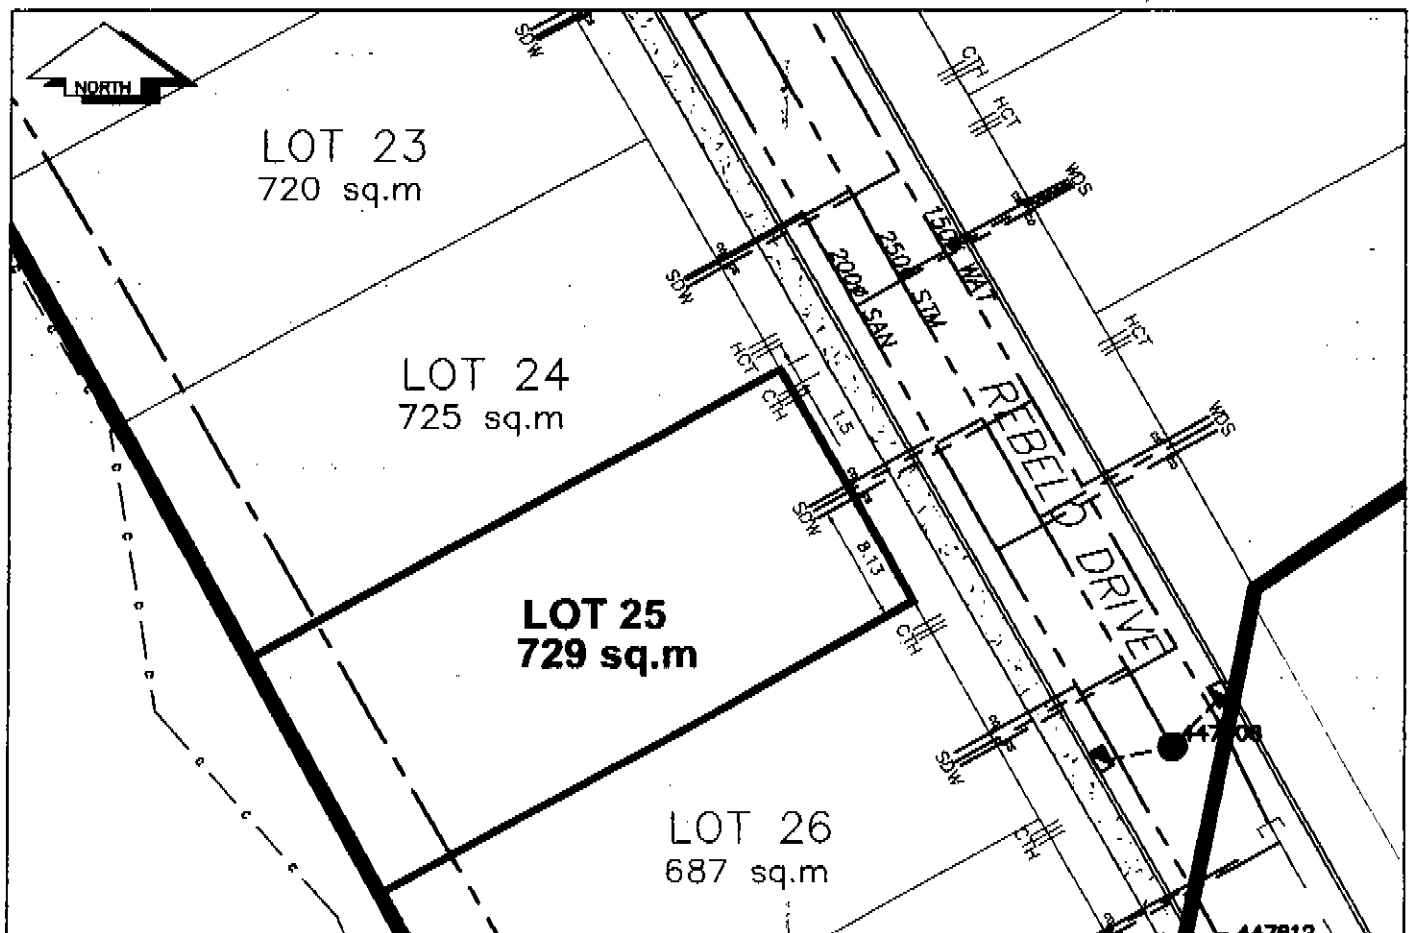 SDW
CTH
NORTH
HCT
LOT 23
720 sq.m
WDS
150ø WAT
250ø STM
200ø SAN
SDW
HCT
HCT
CTH
LOT 24
725 sq.m
1.5
REBELO DRIVE
WDS
SDW
8.13
LOT 25
729 sq.m
CTH
SDW
LOT 26
687 sq.m
CTH
447812